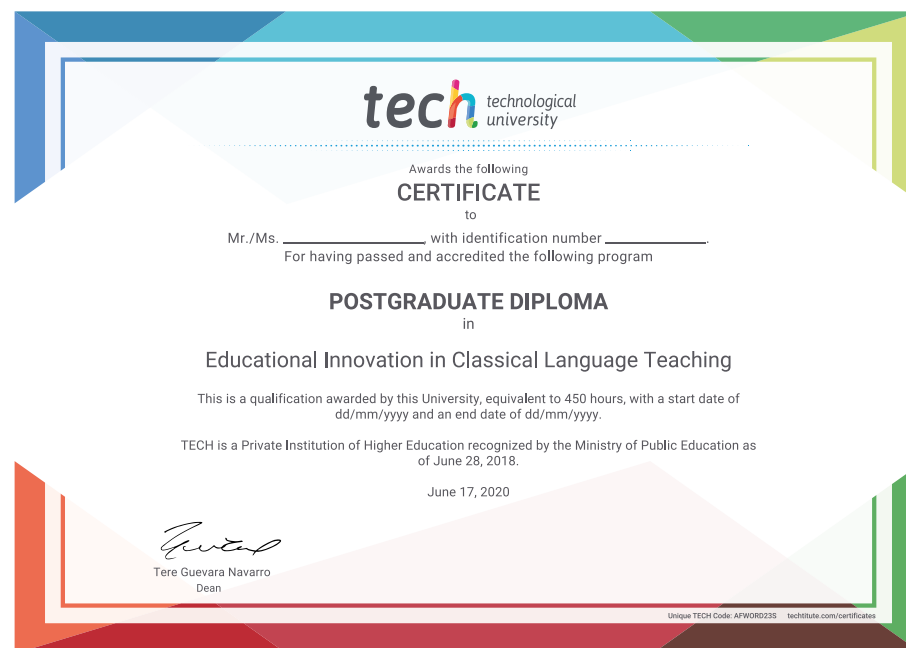 tech technological
university
Awards the following
CERTIFICATE
to
Mr./Ms. ____________________, with identification number ______________.
For having passed and accredited the following program
POSTGRADUATE DIPLOMA
in
Educational Innovation in Classical Language Teaching
This is a qualification awarded by this University, equivalent to 450 hours, with a start date of
dd/mm/yyyy and an end date of dd/mm/yyyy.
TECH is a Private Institution of Higher Education recognized by the Ministry of Public Education as
of June 28, 2018.
June 17, 2020
Tere Guevara Navarro
Dean
Unique TECH Code: AFWORD23S techtitute.com/certificates